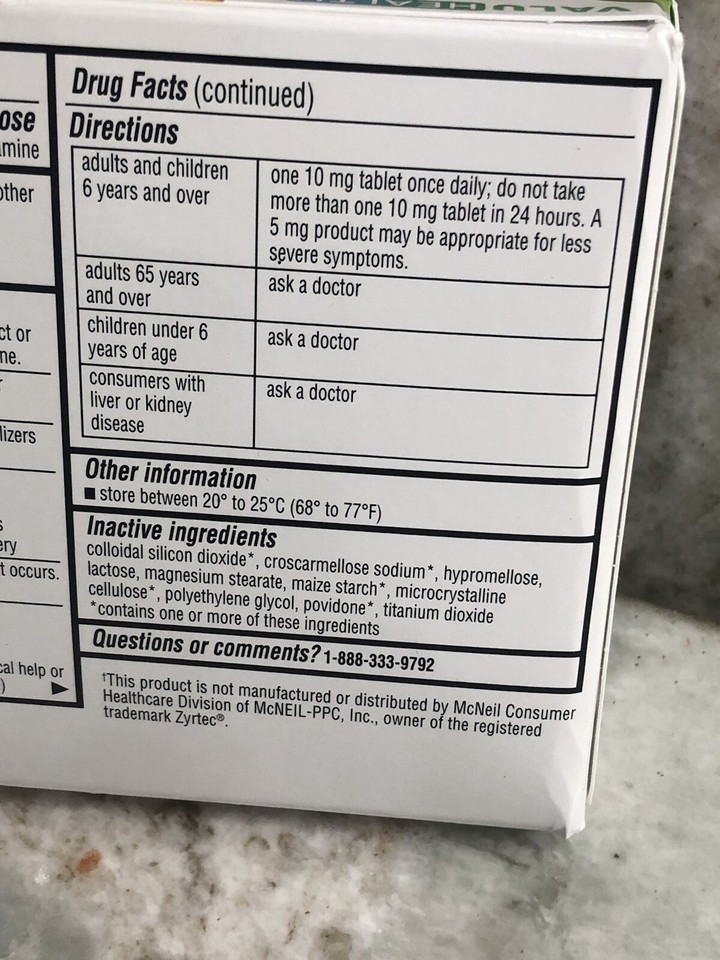 VALUHEALTH
Drug Facts (continued)
Directions
adults and children
6 years and over
one 10 mg tablet once daily; do not take
more than one 10 mg tablet in 24 hours. A
5 mg product may be appropriate for less
severe symptoms.
adults 65 years
and over
ask a doctor
children under 6
years of age
ask a doctor
consumers with
liver or kidney
disease
ask a doctor
Other information
■ store between 20° to 25°C (68° to 77°F)
Inactive ingredients
colloidal silicon dioxide*, croscarmellose sodium*, hypromellose,
lactose, magnesium stearate, maize starch*, microcrystalline
cellulose*, polyethylene glycol, povidone*, titanium dioxide
*contains one or more of these ingredients
Questions or comments? 1-888-333-9792
†This product is not manufactured or distributed by McNeil Consumer
Healthcare Division of McNEIL-PPC, Inc., owner of the registered
trademark Zyrtec®.
ose
mine
other
ct or
ne.
lizers
s
ery
t occurs.
cal help or
)